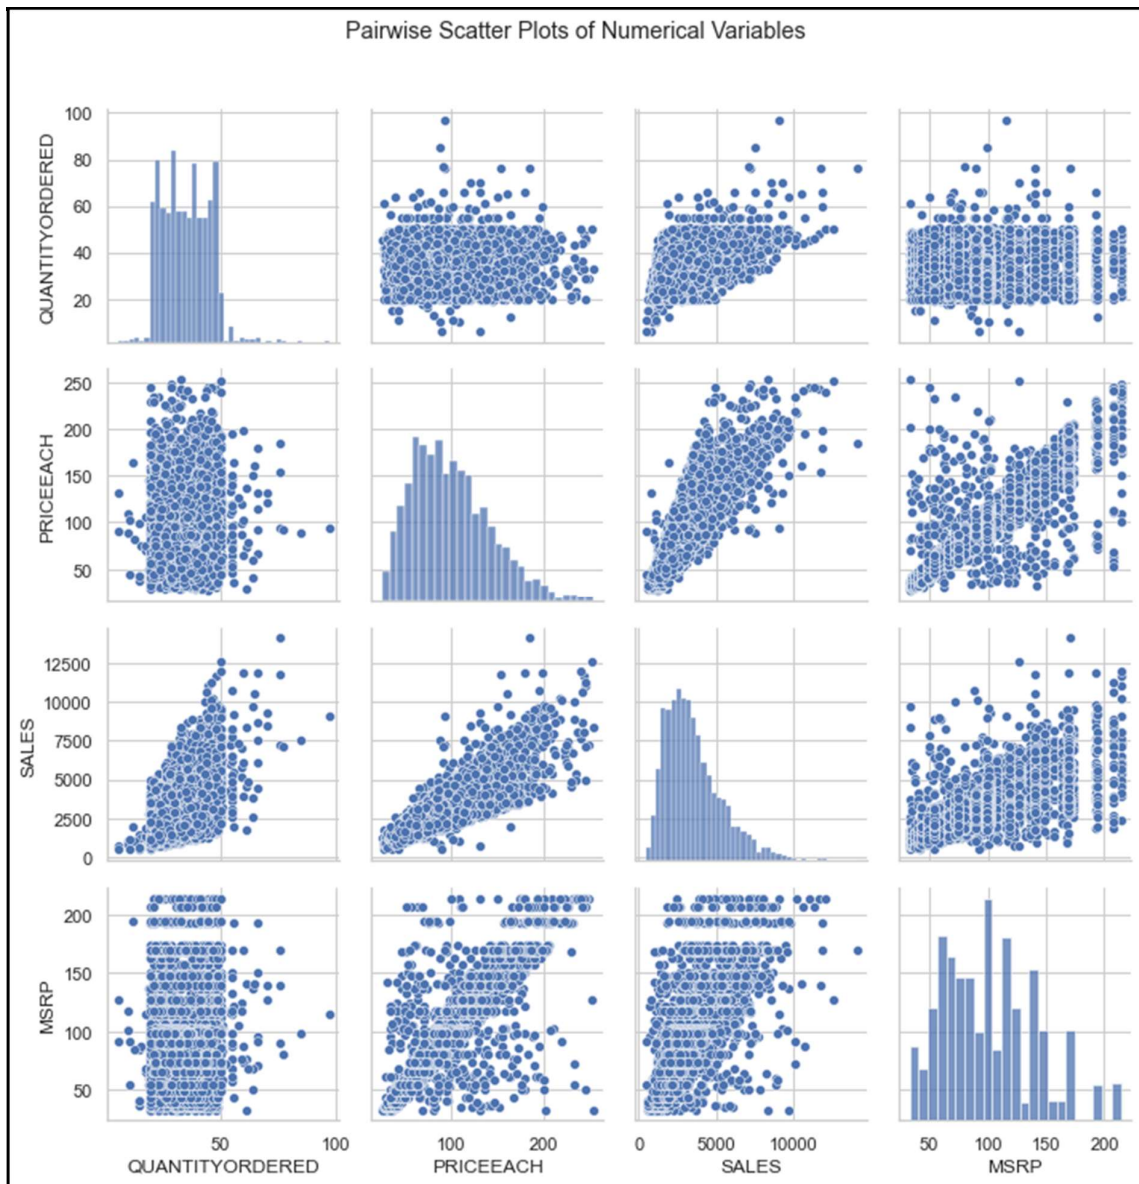 Pairwise Scatter Plots of Numerical Variables
100
80
60
40
20
QUANTITYORDERED
250
200
150
100
50
PRICEEACH
12500
10000
7500
5000
2500
0
SALES
200
150
100
50
MSRP
50 100 100 200 0 5000 10000 50 100 150 200
QUANTITYORDERED PRICEEACH SALES MSRP